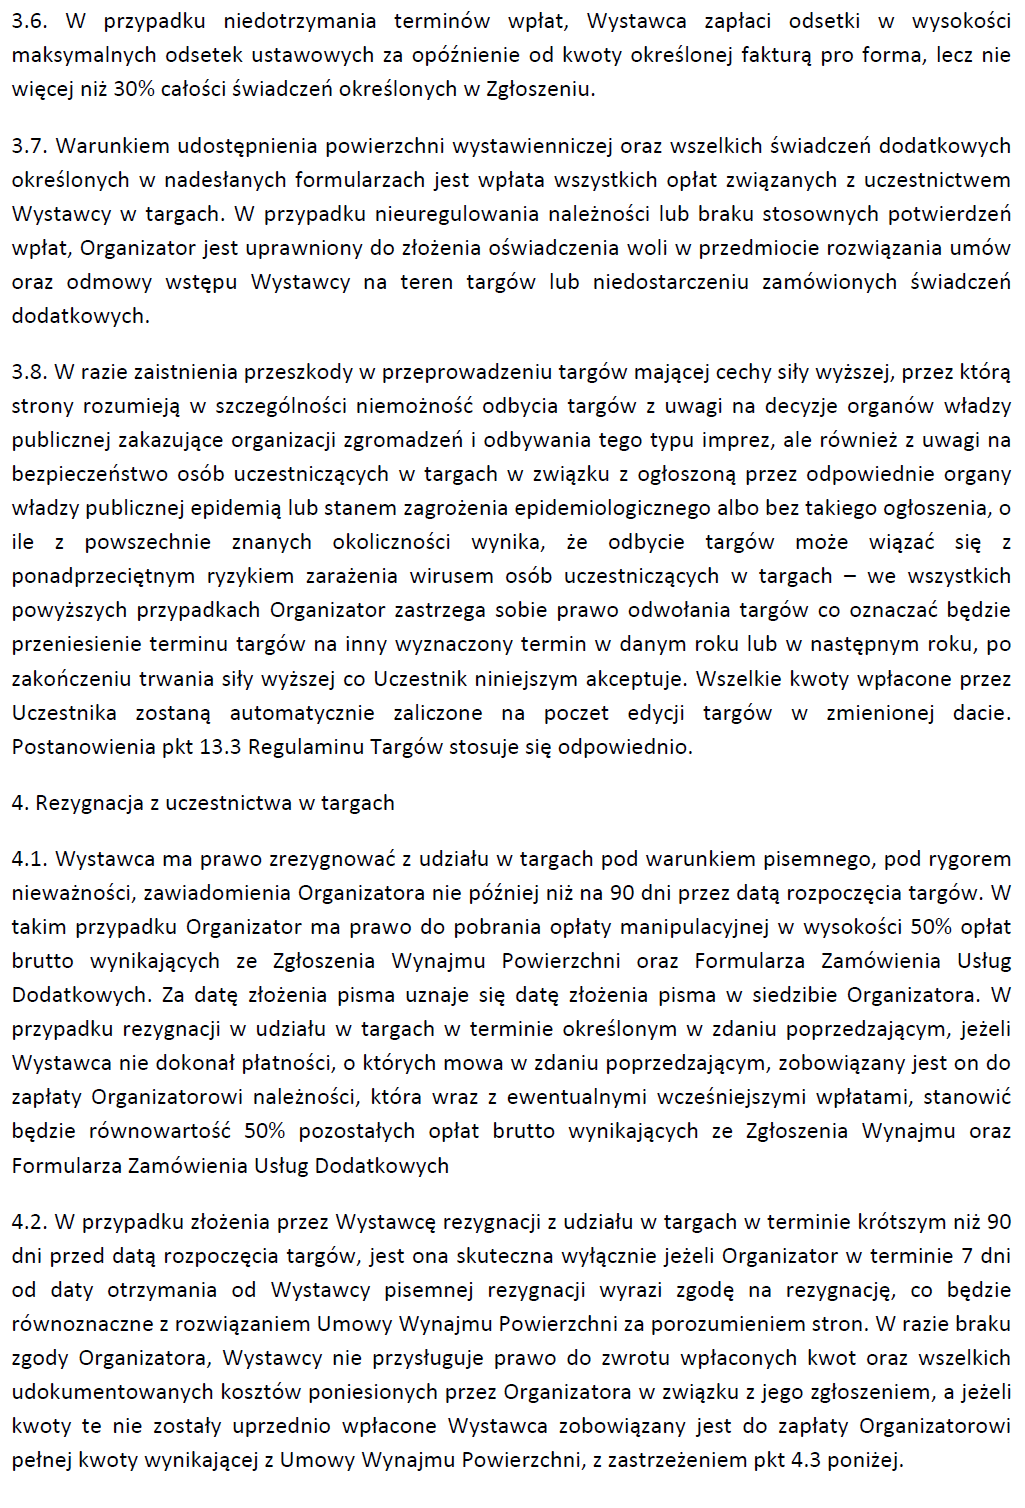 3.6. W przypadku niedotrzymania terminów wpłat, Wystawca zapłaci odsetki w wysokości
maksymalnych odsetek ustawowych za opóźnienie od kwoty określonej fakturą pro forma, lecz nie
więcej niż 30% całości świadczeń określonych w Zgłoszeniu.
3.7. Warunkiem udostępnienia powierzchni wystawienniczej oraz wszelkich świadczeń dodatkowych
określonych w nadesłanych formularzach jest wpłata wszystkich opłat związanych z uczestnictwem
Wystawcy w targach. W przypadku nieuregulowania należności lub braku stosownych potwierdzeń
wpłat, Organizator jest uprawniony do złożenia oświadczenia woli w przedmiocie rozwiązania umów
oraz odmowy wstępu Wystawcy na teren targów lub niedostarczeniu zamówionych świadczeń
dodatkowych.
3.8. W razie zaistnienia przeszkody w przeprowadzeniu targów mającej cechy siły wyższej, przez którą
strony rozumieją w szczególności niemożność odbycia targów z uwagi na decyzje organów władzy
publicznej zakazujące organizacji zgromadzeń i odbywania tego typu imprez, ale również z uwagi na
bezpieczeństwo osób uczestniczących w targach w związku z ogłoszoną przez odpowiednie organy
władzy publicznej epidemią lub stanem zagrożenia epidemiologicznego albo bez takiego ogłoszenia, o
ile z powszechnie znanych okoliczności wynika, że odbycie targów może wiązać się z
ponadprzeciętnym ryzykiem zarażenia wirusem osób uczestniczących w targach – we wszystkich
powyższych przypadkach Organizator zastrzega sobie prawo odwołania targów co oznaczać będzie
przeniesienie terminu targów na inny wyznaczony termin w danym roku lub w następnym roku, po
zakończeniu trwania siły wyższej co Uczestnik niniejszym akceptuje. Wszelkie kwoty wpłacone przez
Uczestnika zostaną automatycznie zaliczone na poczet edycji targów w zmienionej dacie.
Postanowienia pkt 13.3 Regulaminu Targów stosuje się odpowiednio.
4. Rezygnacja z uczestnictwa w targach
4.1. Wystawca ma prawo zrezygnować z udziału w targach pod warunkiem pisemnego, pod rygorem
nieważności, zawiadomienia Organizatora nie później niż na 90 dni przez datą rozpoczęcia targów. W
takim przypadku Organizator ma prawo do pobrania opłaty manipulacyjnej w wysokości 50% opłat
brutto wynikających ze Zgłoszenia Wynajmu Powierzchni oraz Formularza Zamówienia Usług
Dodatkowych. Za datę złożenia pisma uznaje się datę złożenia pisma w siedzibie Organizatora. W
przypadku rezygnacji w udziału w targach w terminie określonym w zdaniu poprzedzającym, jeżeli
Wystawca nie dokonał płatności, o których mowa w zdaniu poprzedzającym, zobowiązany jest on do
zapłaty Organizatorowi należności, która wraz z ewentualnymi wcześniejszymi wpłatami, stanowić
będzie równowartość 50% pozostałych opłat brutto wynikających ze Zgłoszenia Wynajmu oraz
Formularza Zamówienia Usług Dodatkowych
4.2. W przypadku złożenia przez Wystawcę rezygnacji z udziału w targach w terminie krótszym niż 90
dni przed datą rozpoczęcia targów, jest ona skuteczna wyłącznie jeżeli Organizator w terminie 7 dni
od daty otrzymania od Wystawcy pisemnej rezygnacji wyrazi zgodę na rezygnację, co będzie
równoznaczne z rozwiązaniem Umowy Wynajmu Powierzchni za porozumieniem stron. W razie braku
zgody Organizatora, Wystawcy nie przysługuje prawo do zwrotu wpłaconych kwot oraz wszelkich
udokumentowanych kosztów poniesionych przez Organizatora w związku z jego zgłoszeniem, a jeżeli
kwoty te nie zostały uprzednio wpłacone Wystawca zobowiązany jest do zapłaty Organizatorowi
pełnej kwoty wynikającej z Umowy Wynajmu Powierzchni, z zastrzeżeniem pkt 4.3 poniżej.